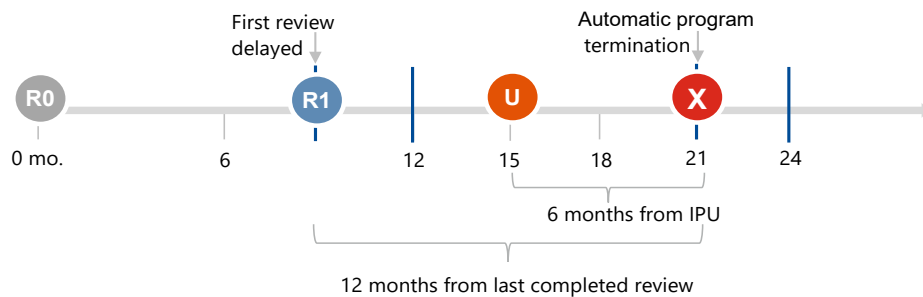 First review
delayed
Automatic program
termination
R0
R1
U
X
0 mo.
6
12
15
18
21
24
6 months from IPU
12 months from last completed review